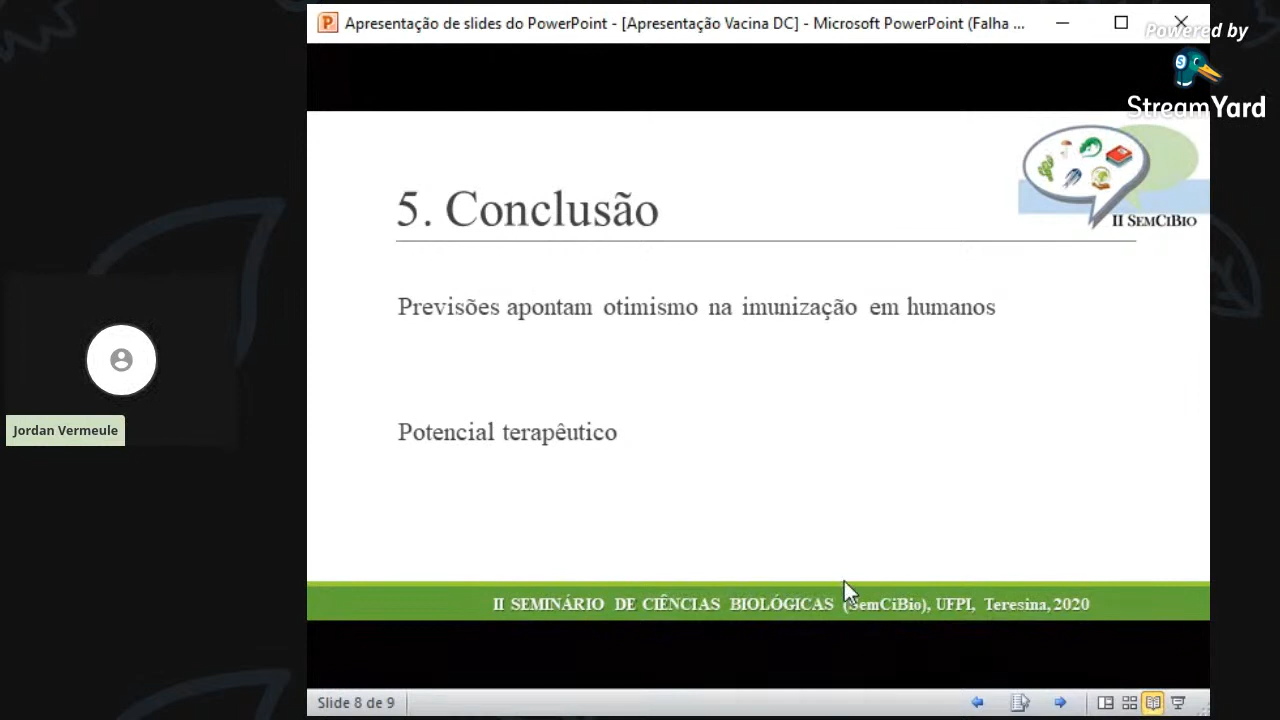 Apresentação de slides do PowerPoint - [Apresentação Vacina DC] - Microsoft PowerPoint (Falha ...
Powered by
StreamYard
II SEMCIBIO
5. Conclusão
Previsões apontam otimismo na imunização em humanos
Jordan Vermeule
Potencial terapêutico
II SEMINÁRIO DE CIÊNCIAS BIOLÓGICAS (SemCiBio), UFPI, Teresina, 2020
Slide 8 de 9